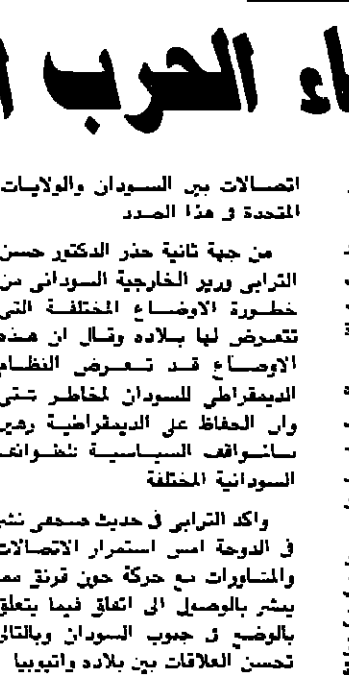 اء الحرب ا
اتصالات بين السودان والولايات
المتحدة في هذا الصدد
من جهة ثانية حذر الدكتور حسن
الترابي وزير الخارجية السوداني من
خطورة الاوضاع المختلفة التي
تتعرض لها بلاده وقال ان هذه
الاوضاع قد تعرض النظام
الديمقراطي للسودان لمخاطر شتى
وان الحفاظ على الديمقراطية رهين
بالمواقف السياسية للطوائف
السودانية المختلفة
واكد الترابي في حديث صحفي نشر
في الدوحة امس استمرار الاتصالات
والمشاورات مع حركة جون قرنق مما
يبشر بالوصول الى اتفاق فيما يتعلق
بالوضع في جنوب السودان وبالتالي
تحسن العلاقات بين بلاده واثيوبيا